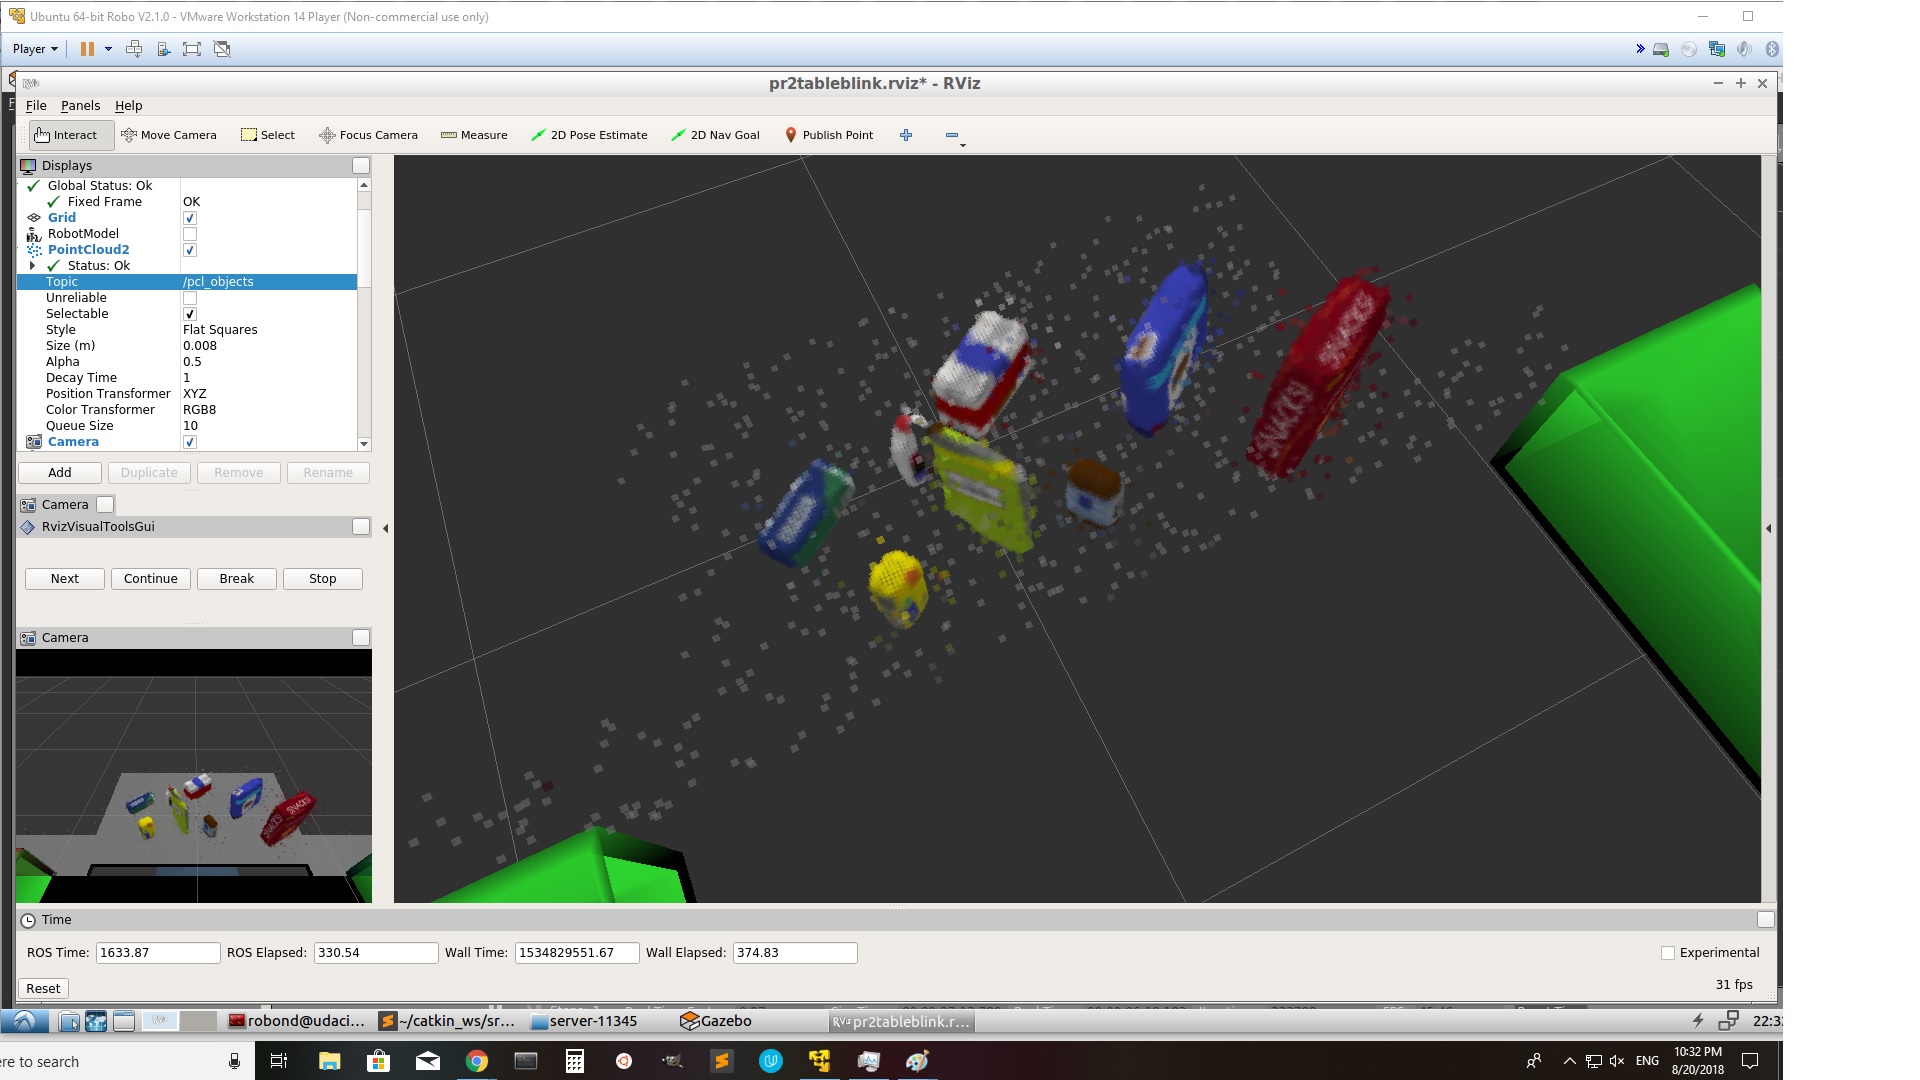 Ubuntu 64-bit Robo V2.1.0 - VMware Workstation 14 Player (Non-commercial use only)
Player
pr2tableblink.rviz* - RViz
File Panels Help
Interact Move Camera Select Focus Camera Measure 2D Pose Estimate 2D Nav Goal Publish Point
Displays
Global Status: Ok
Fixed Frame OK
Grid
RobotModel
PointCloud2
Status: Ok
Topic /pcl_objects
Unreliable
Selectable
Style Flat Squares
Size (m) 0.008
Alpha 0.5
Decay Time 1
Position Transformer XYZ
Color Transformer RGB8
Queue Size 10
Camera
Add Duplicate Remove Rename
Camera
RvizVisualToolsGui
Next Continue Break Stop
Camera
SNACKS
SNACKS
Time
ROS Time: 1633.87 ROS Elapsed: 330.54 Wall Time: 1534829551.67 Wall Elapsed: 374.83 Experimental
Reset 31 fps
robond@udaci... ~/catkin_ws/sr... server-11345 Gazebo RViz pr2tableblink.r... 22:32
ere to search
ENG 10:32 PM
8/20/2018